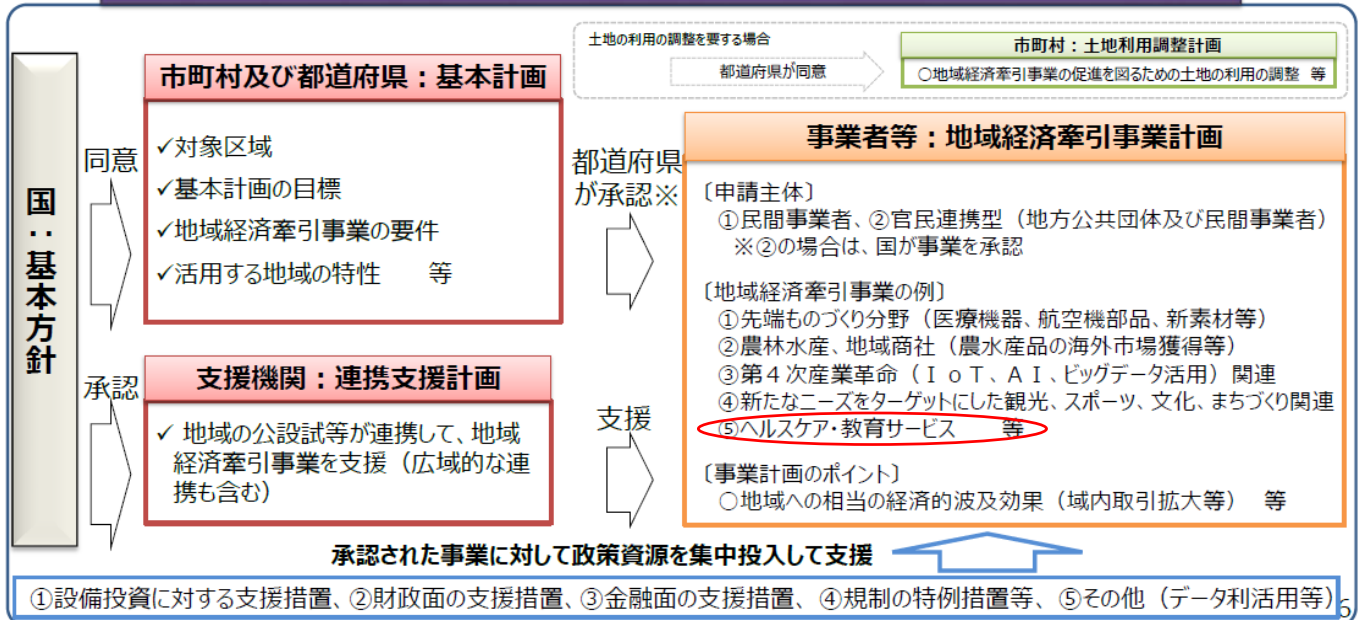 土地の利用の調整を要する場合
都道府県が同意
市町村：土地利用調整計画
○地域経済牽引事業の促進を図るための土地の利用の調整 等
国：基本方針
同意
市町村及び都道府県：基本計画
✓対象区域
✓基本計画の目標
✓地域経済牽引事業の要件
✓活用する地域の特性 等
都道府県
が承認※
事業者等：地域経済牽引事業計画
〔申請主体〕
①民間事業者、②官民連携型（地方公共団体及び民間事業者）
※②の場合は、国が事業を承認
〔地域経済牽引事業の例〕
①先端ものづくり分野（医療機器、航空機部品、新素材等）
②農林水産、地域商社（農水産品の海外市場獲得等）
③第４次産業革命（ＩｏＴ、ＡＩ、ビッグデータ活用）関連
④新たなニーズをターゲットにした観光、スポーツ、文化、まちづくり関連
⑤ヘルスケア・教育サービス 等
〔事業計画のポイント〕
○地域への相当の経済的波及効果（域内取引拡大等） 等
承認
支援機関：連携支援計画
✓ 地域の公設試等が連携して、地域
経済牽引事業を支援（広域的な連
携も含む）
支援
承認された事業に対して政策資源を集中投入して支援
①設備投資に対する支援措置、②財政面の支援措置、③金融面の支援措置、④規制の特例措置等、⑤その他（データ利活用等）
6